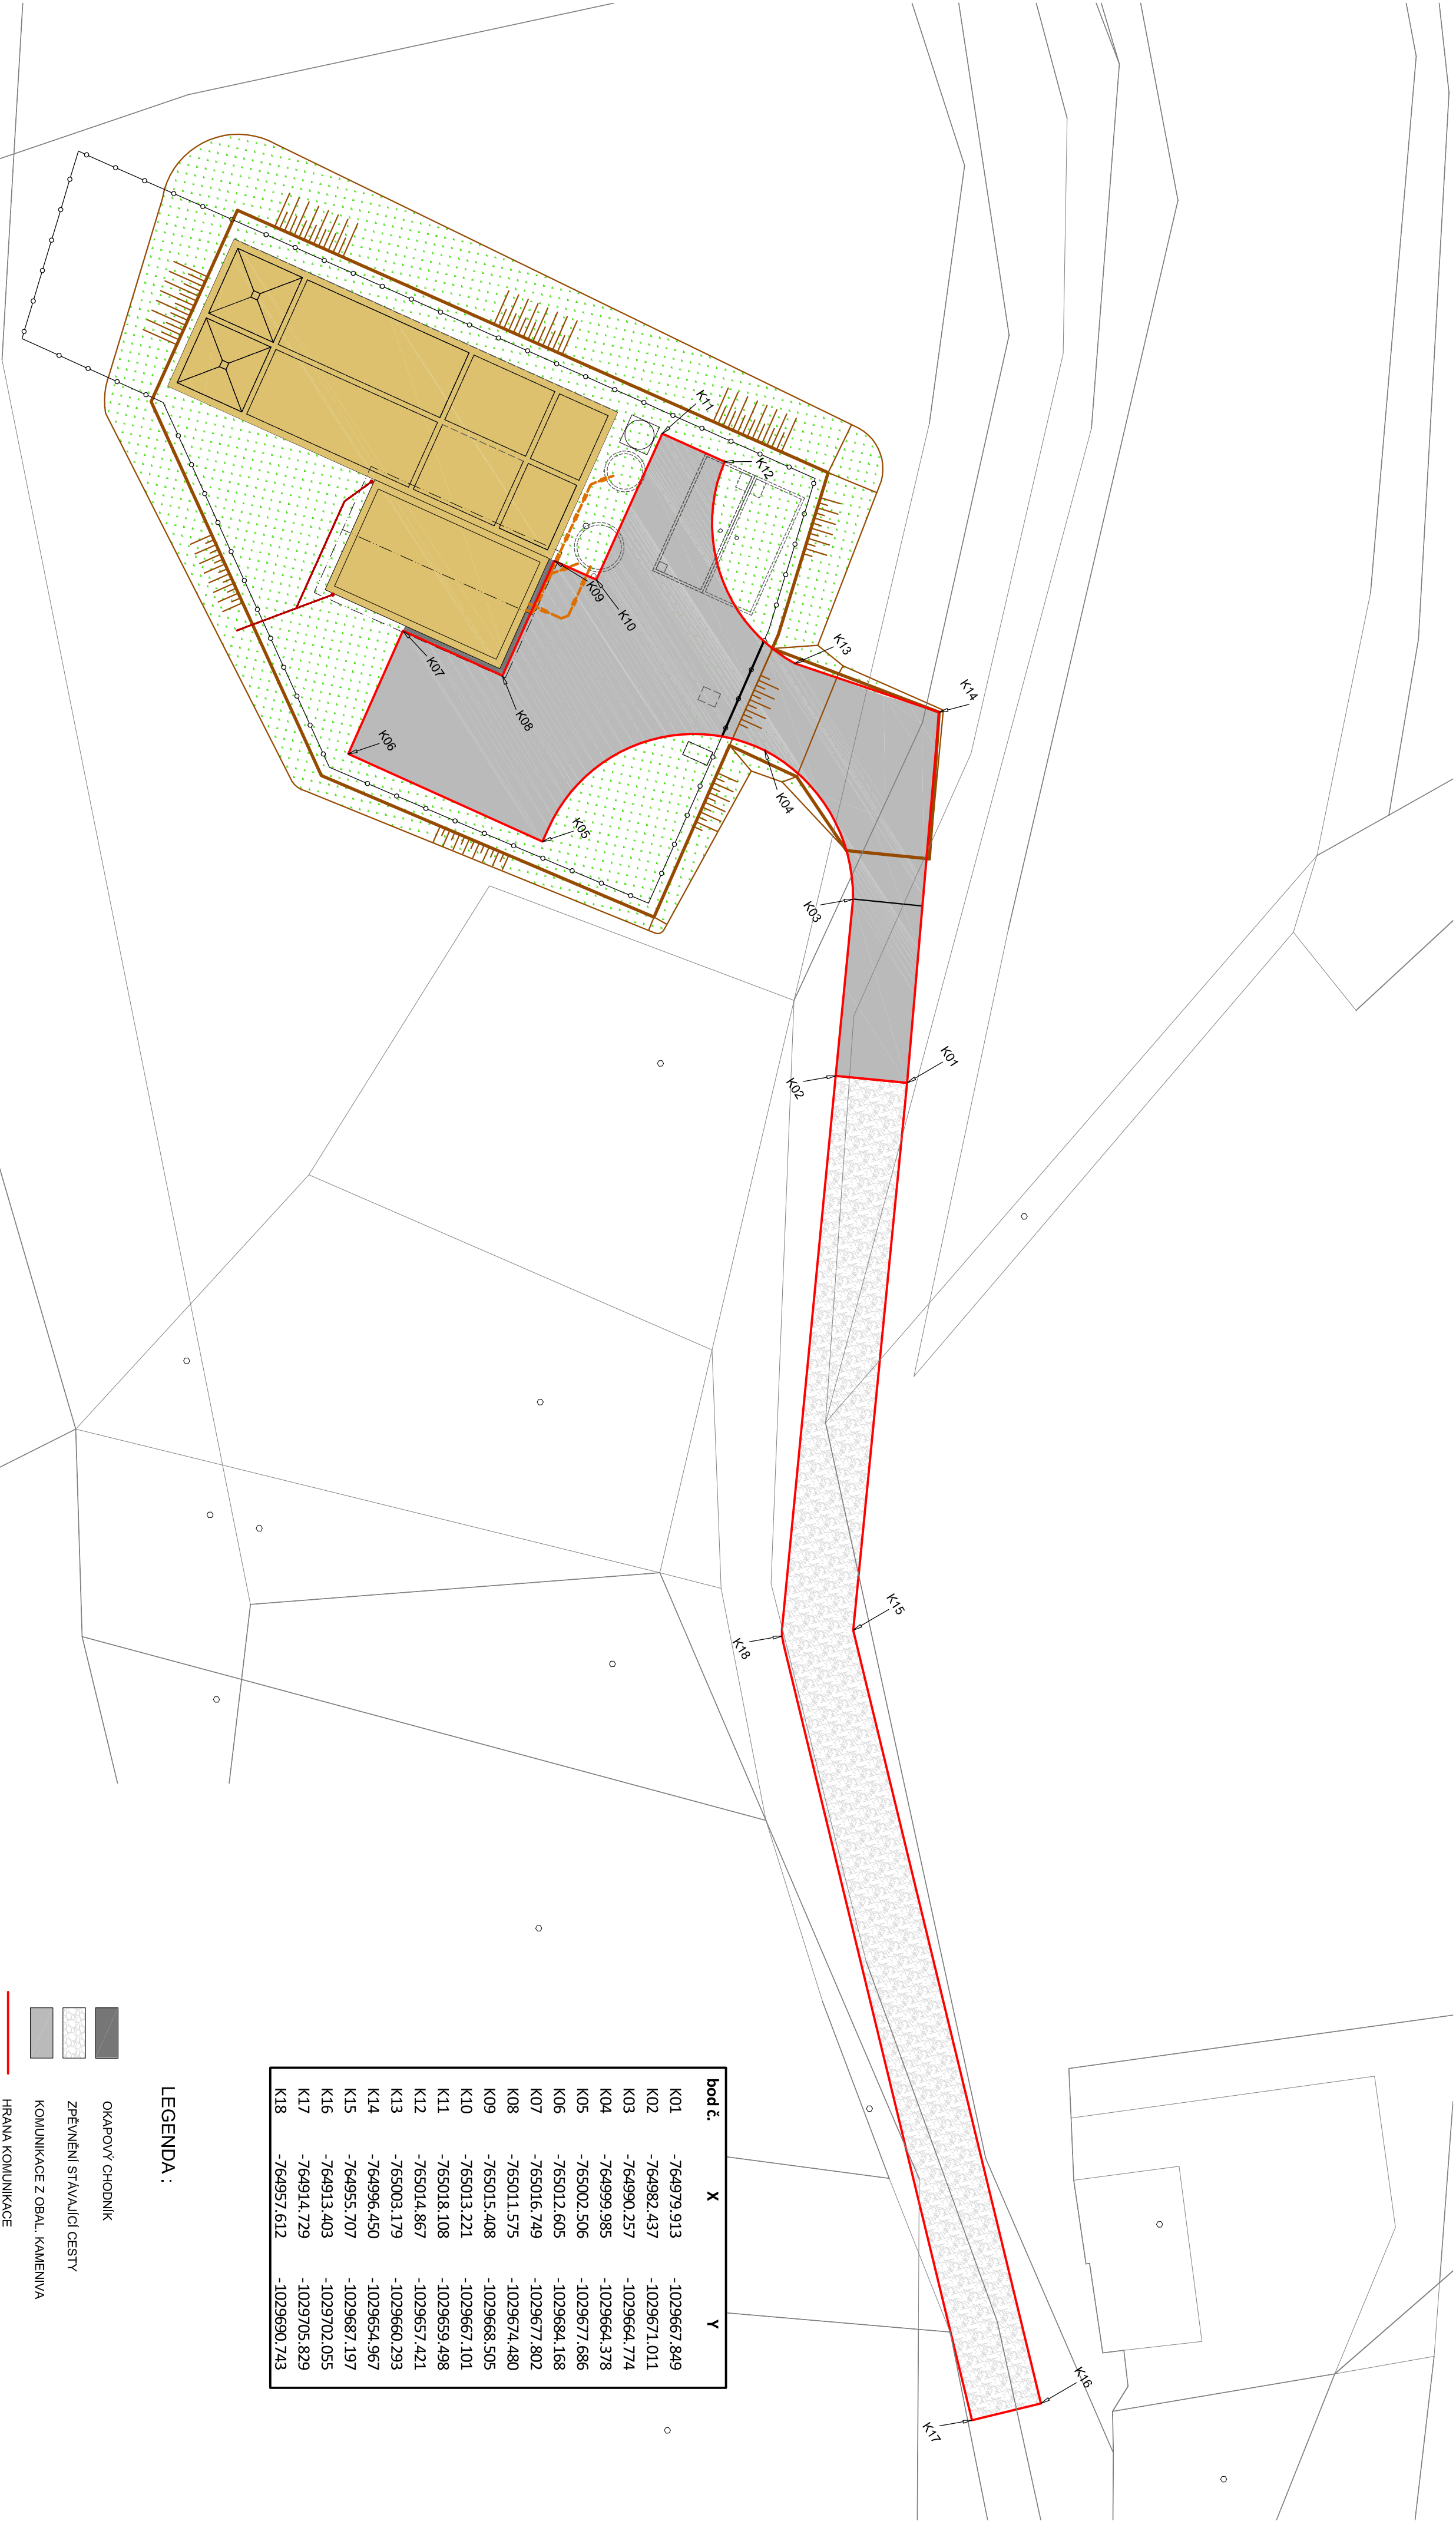 K11
K12
K13
K14
K09
K10
K07
K08
K06
K05
K04
K03
K01
K02
K15
K18
K16
K17
bod č. X Y
K01 -764979.913 -1029667.849
K02 -764982.437 -1029671.011
K03 -764990.257 -1029664.774
K04 -764999.985 -1029664.378
K05 -765002.506 -1029677.686
K06 -765012.605 -1029684.168
K07 -765016.749 -1029677.802
K08 -765011.575 -1029674.480
K09 -765015.408 -1029668.505
K10 -765013.221 -1029667.101
K11 -765018.108 -1029659.498
K12 -765014.867 -1029657.421
K13 -765003.179 -1029660.293
K14 -764996.450 -1029654.967
K15 -764955.707 -1029687.197
K16 -764913.403 -1029702.055
K17 -764914.729 -1029705.829
K18 -764957.612 -1029690.743
LEGENDA :
OKAPOVÝ CHODNÍK
ZPĚVNĚNÍ STÁVAJÍCÍ CESTY
KOMUNIKACE Z OBAL. KAMENIVA
HRANA KOMUNIKACE